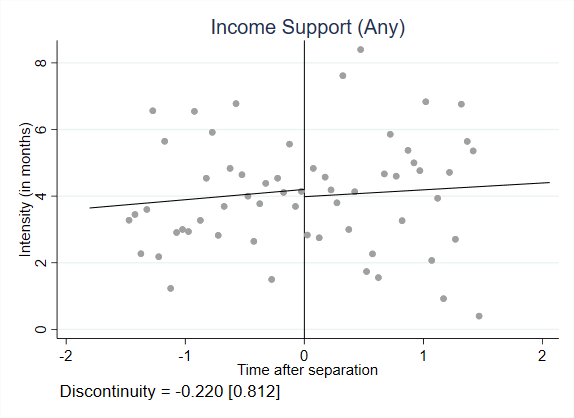 Income Support (Any)
Intensity (in months)
8
6
4
2
0
-2
-1
0
1
2
Time after separation
Discontinuity = -0.220 [0.812]